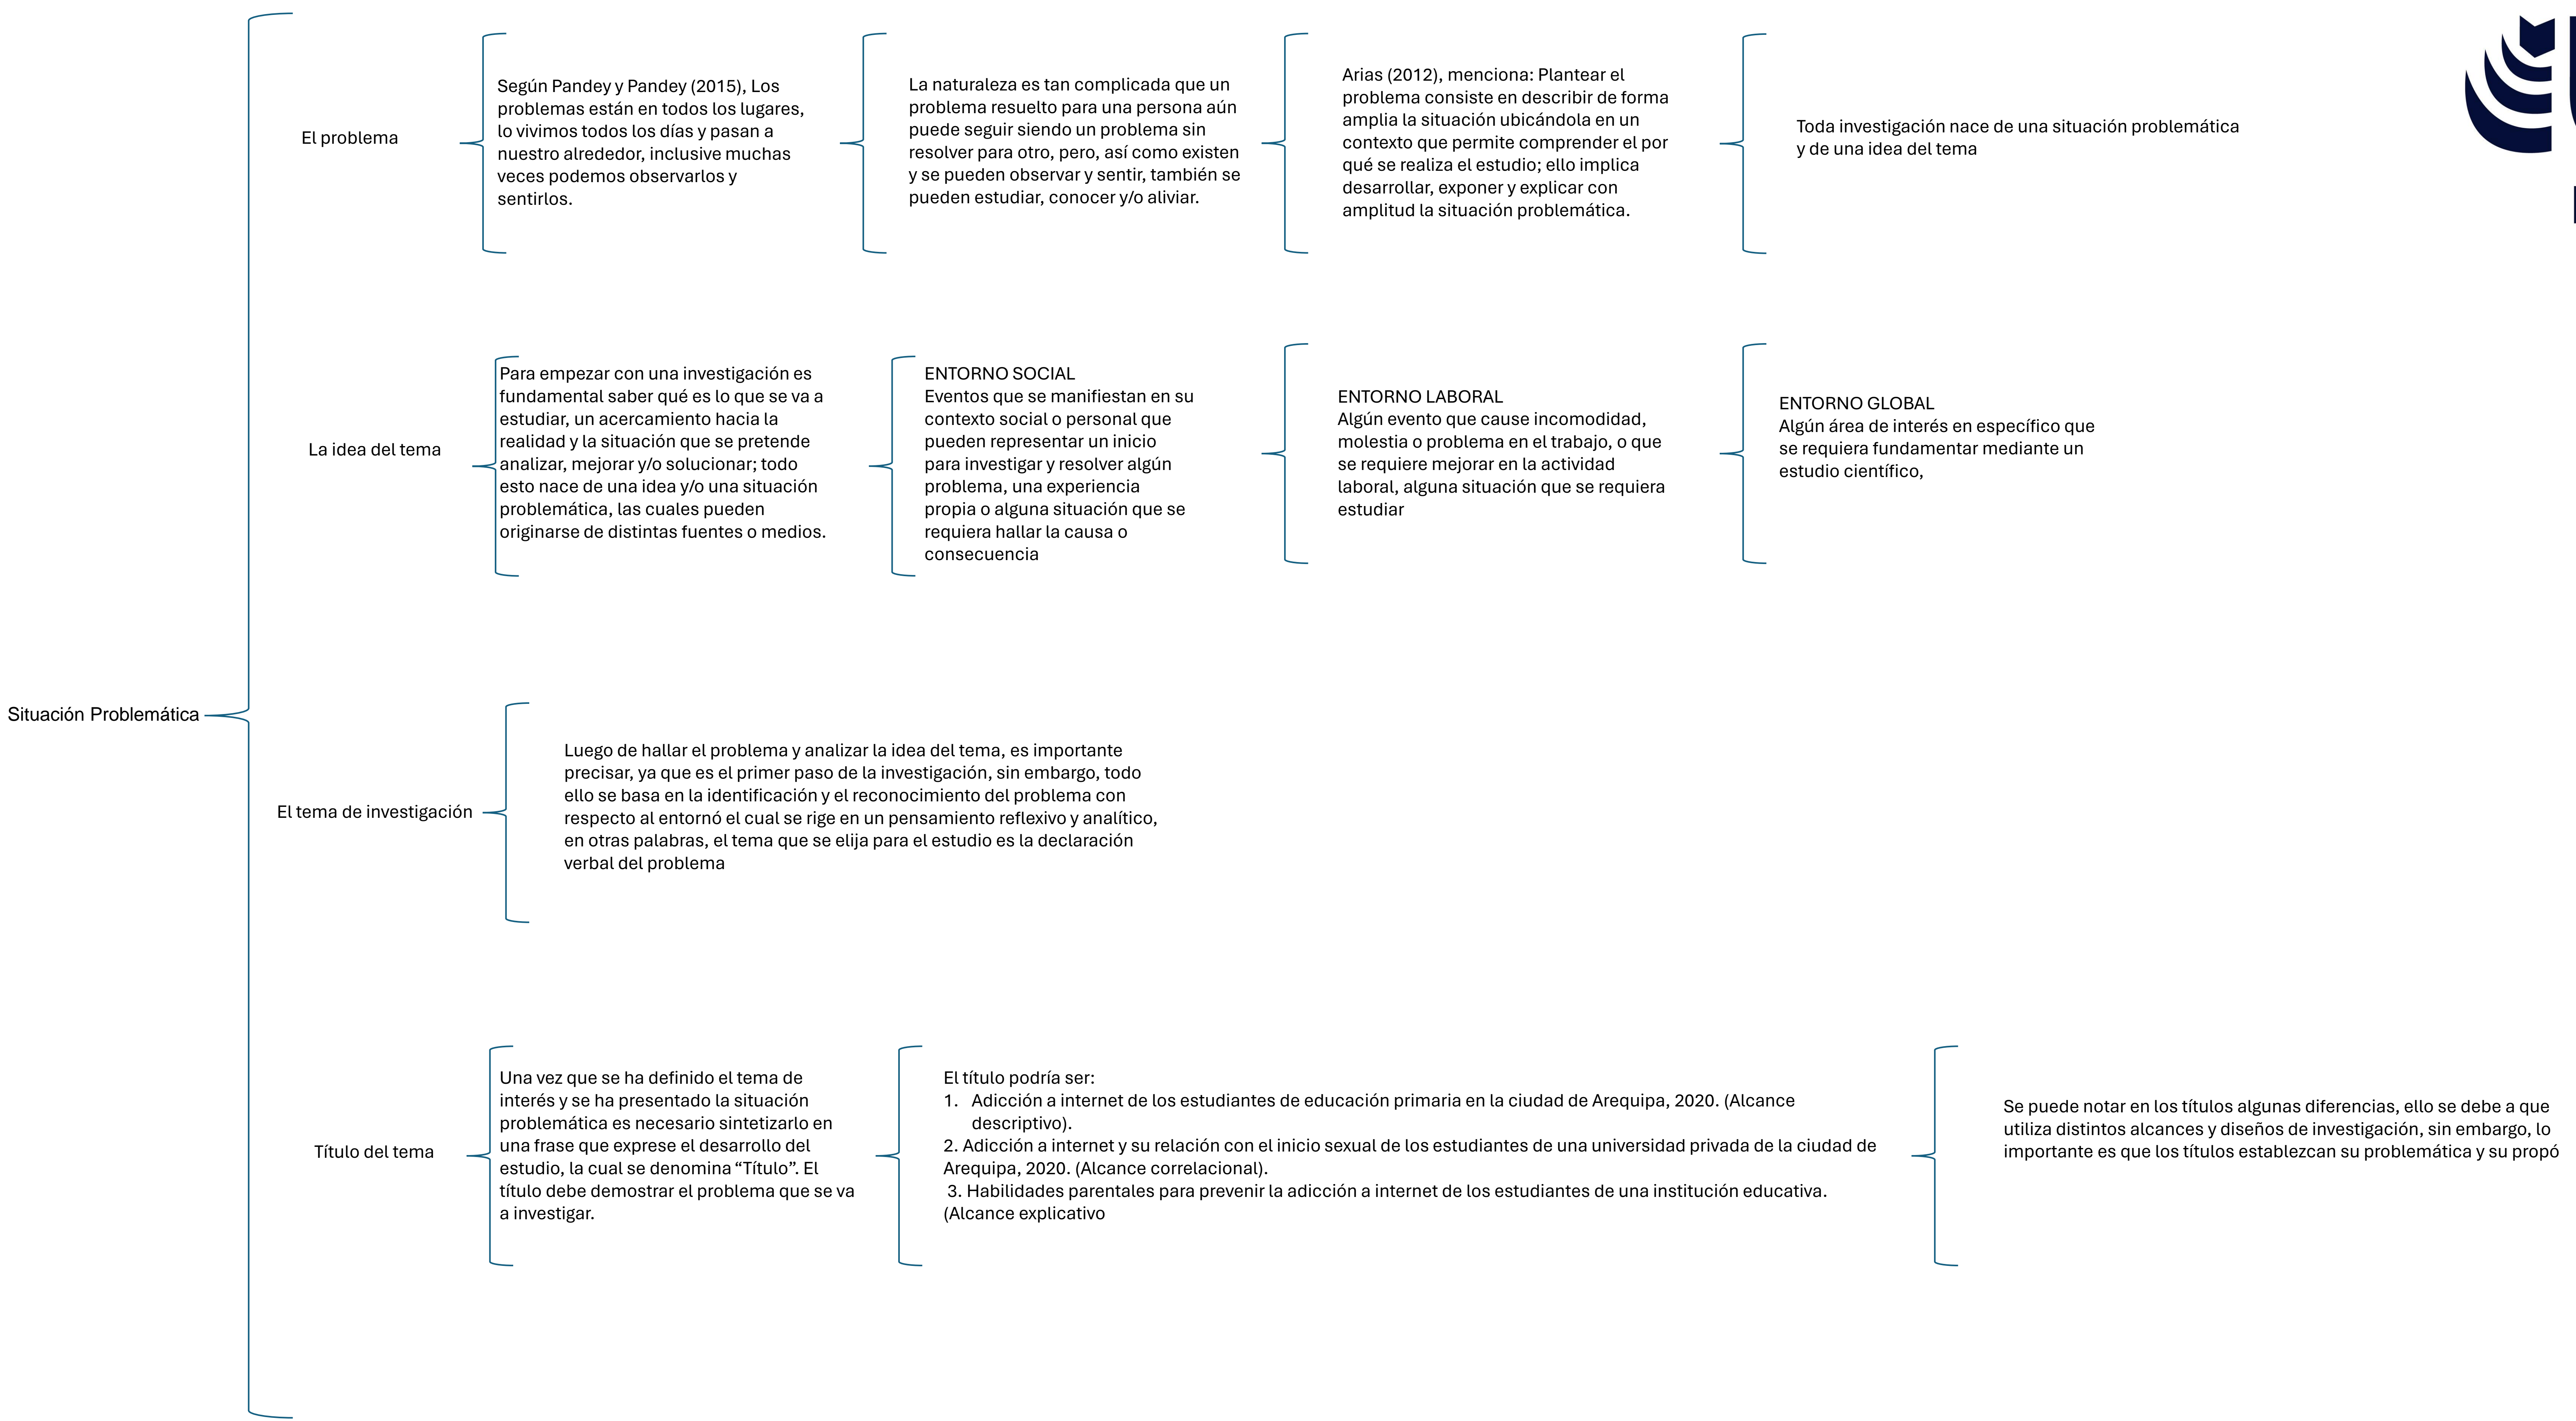 El problema
Según Pandey y Pandey (2015), Los
problemas están en todos los lugares,
lo vivimos todos los días y pasan a
nuestro alrededor, inclusive muchas
veces podemos observarlos y
sentirlos.
La naturaleza es tan complicada que un
problema resuelto para una persona aún
puede seguir siendo un problema sin
resolver para otro, pero, así como existen
y se pueden observar y sentir, también se
pueden estudiar, conocer y/o aliviar.
Arias (2012), menciona: Plantear el
problema consiste en describir de forma
amplia la situación ubicándola en un
contexto que permite comprender el por
qué se realiza el estudio; ello implica
desarrollar, exponer y explicar con
amplitud la situación problemática.
Toda investigación nace de una situación problemática
y de una idea del tema
La idea del tema
Para empezar con una investigación es
fundamental saber qué es lo que se va a
estudiar, un acercamiento hacia la
realidad y la situación que se pretende
analizar, mejorar y/o solucionar; todo
esto nace de una idea y/o una situación
problemática, las cuales pueden
originarse de distintas fuentes o medios.
ENTORNO SOCIAL
Eventos que se manifiestan en su
contexto social o personal que
pueden representar un inicio
para investigar y resolver algún
problema, una experiencia
propia o alguna situación que se
requiera hallar la causa o
consecuencia
ENTORNO LABORAL
Algún evento que cause incomodidad,
molestia o problema en el trabajo, o que
se requiere mejorar en la actividad
laboral, alguna situación que se requiera
estudiar
ENTORNO GLOBAL
Algún área de interés en específico que
se requiera fundamentar mediante un
estudio científico,
Situación Problemática
El tema de investigación
Luego de hallar el problema y analizar la idea del tema, es importante
precisar, ya que es el primer paso de la investigación, sin embargo, todo
ello se basa en la identificación y el reconocimiento del problema con
respecto al entornó el cual se rige en un pensamiento reflexivo y analítico,
en otras palabras, el tema que se elija para el estudio es la declaración
verbal del problema
Título del tema
Una vez que se ha definido el tema de
interés y se ha presentado la situación
problemática es necesario sintetizarlo en
una frase que exprese el desarrollo del
estudio, la cual se denomina “Título”. El
título debe demostrar el problema que se va
a investigar.
El título podría ser:
1. Adicción a internet de los estudiantes de educación primaria en la ciudad de Arequipa, 2020. (Alcance
descriptivo).
2. Adicción a internet y su relación con el inicio sexual de los estudiantes de una universidad privada de la ciudad de
Arequipa, 2020. (Alcance correlacional).
3. Habilidades parentales para prevenir la adicción a internet de los estudiantes de una institución educativa.
(Alcance explicativo
Se puede notar en los títulos algunas diferencias, ello se debe a que
utiliza distintos alcances y diseños de investigación, sin embargo, lo
importante es que los títulos establezcan su problemática y su propó